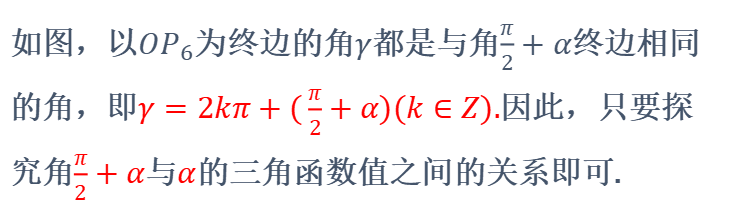 如图，以𝑂𝑃₆为终边的角𝛾都是与角π/2 + 𝛼终边相同
的角，即𝛾 = 2𝑘𝜋 + (π/2 + 𝛼)(𝑘 ∈ 𝑍).因此，只要探
究角π/2 + 𝛼与𝛼的三角函数值之间的关系即可.